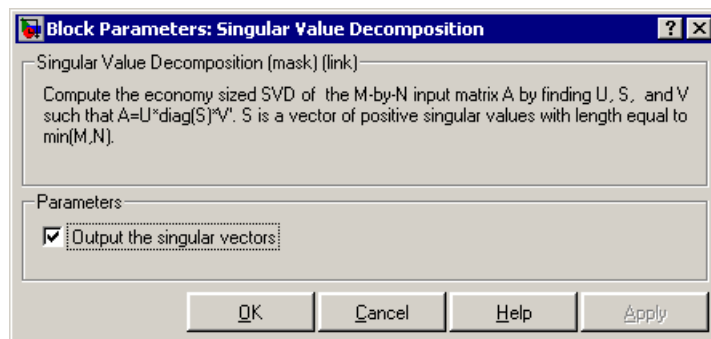 Block Parameters: Singular Value Decomposition
Singular Value Decomposition (mask) (link)
Compute the economy sized SVD of the M-by-N input matrix A by finding U, S, and V
such that A=U*diag(S)*V'. S is a vector of positive singular values with length equal to
min(M,N).
Parameters
Output the singular vectors
OK Cancel Help Apply